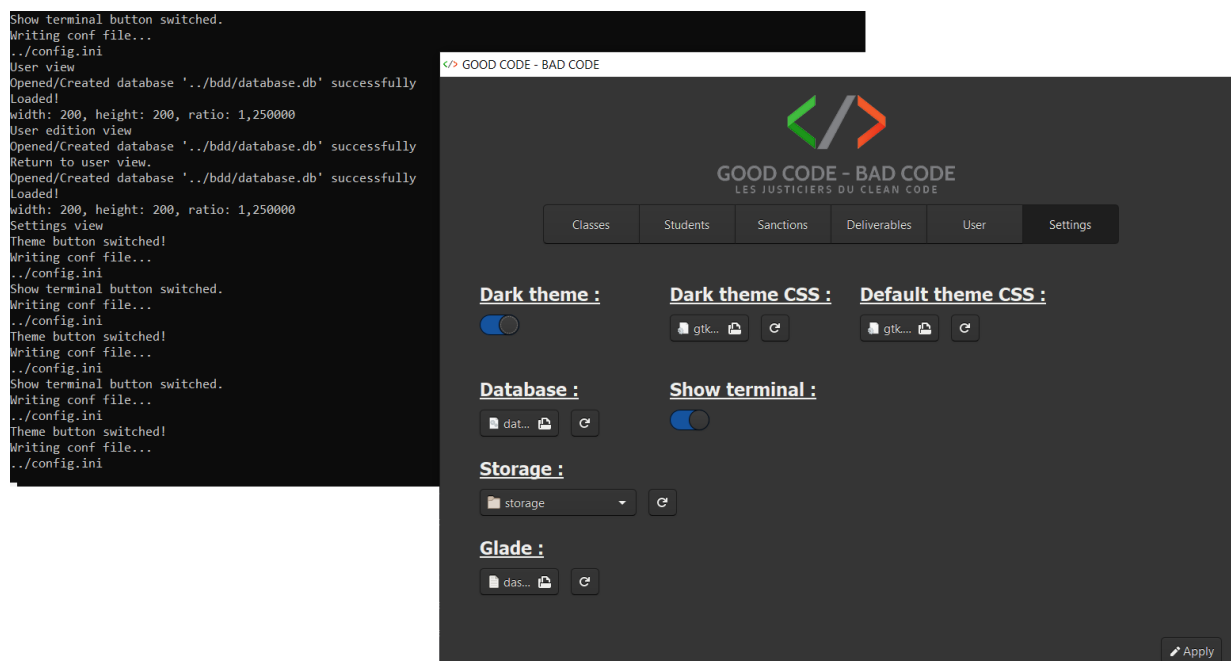 Show terminal button switched.
Writing conf file...
../config.ini
User view
Opened/Created database '../bdd/database.db' successfully
Loaded!
width: 200, height: 200, ratio: 1,250000
User edition view
Opened/Created database '../bdd/database.db' successfully
Return to user view.
Opened/Created database '../bdd/database.db' successfully
Loaded!
width: 200, height: 200, ratio: 1,250000
Settings view
Theme button switched!
Writing conf file...
../config.ini
Show terminal button switched.
Writing conf file...
../config.ini
Theme button switched!
Writing conf file...
../config.ini
Show terminal button switched.
Writing conf file...
../config.ini
Theme button switched!
Writing conf file...
../config.ini
</> GOOD CODE - BAD CODE
</>
GOOD CODE - BAD CODE
LES JUSTICIERS DU CLEAN CODE
Classes Students Sanctions Deliverables User Settings
Dark theme : Dark theme CSS : Default theme CSS :
gtk... gtk....
Database : Show terminal :
dat...
Storage :
storage
Glade :
das...
Apply